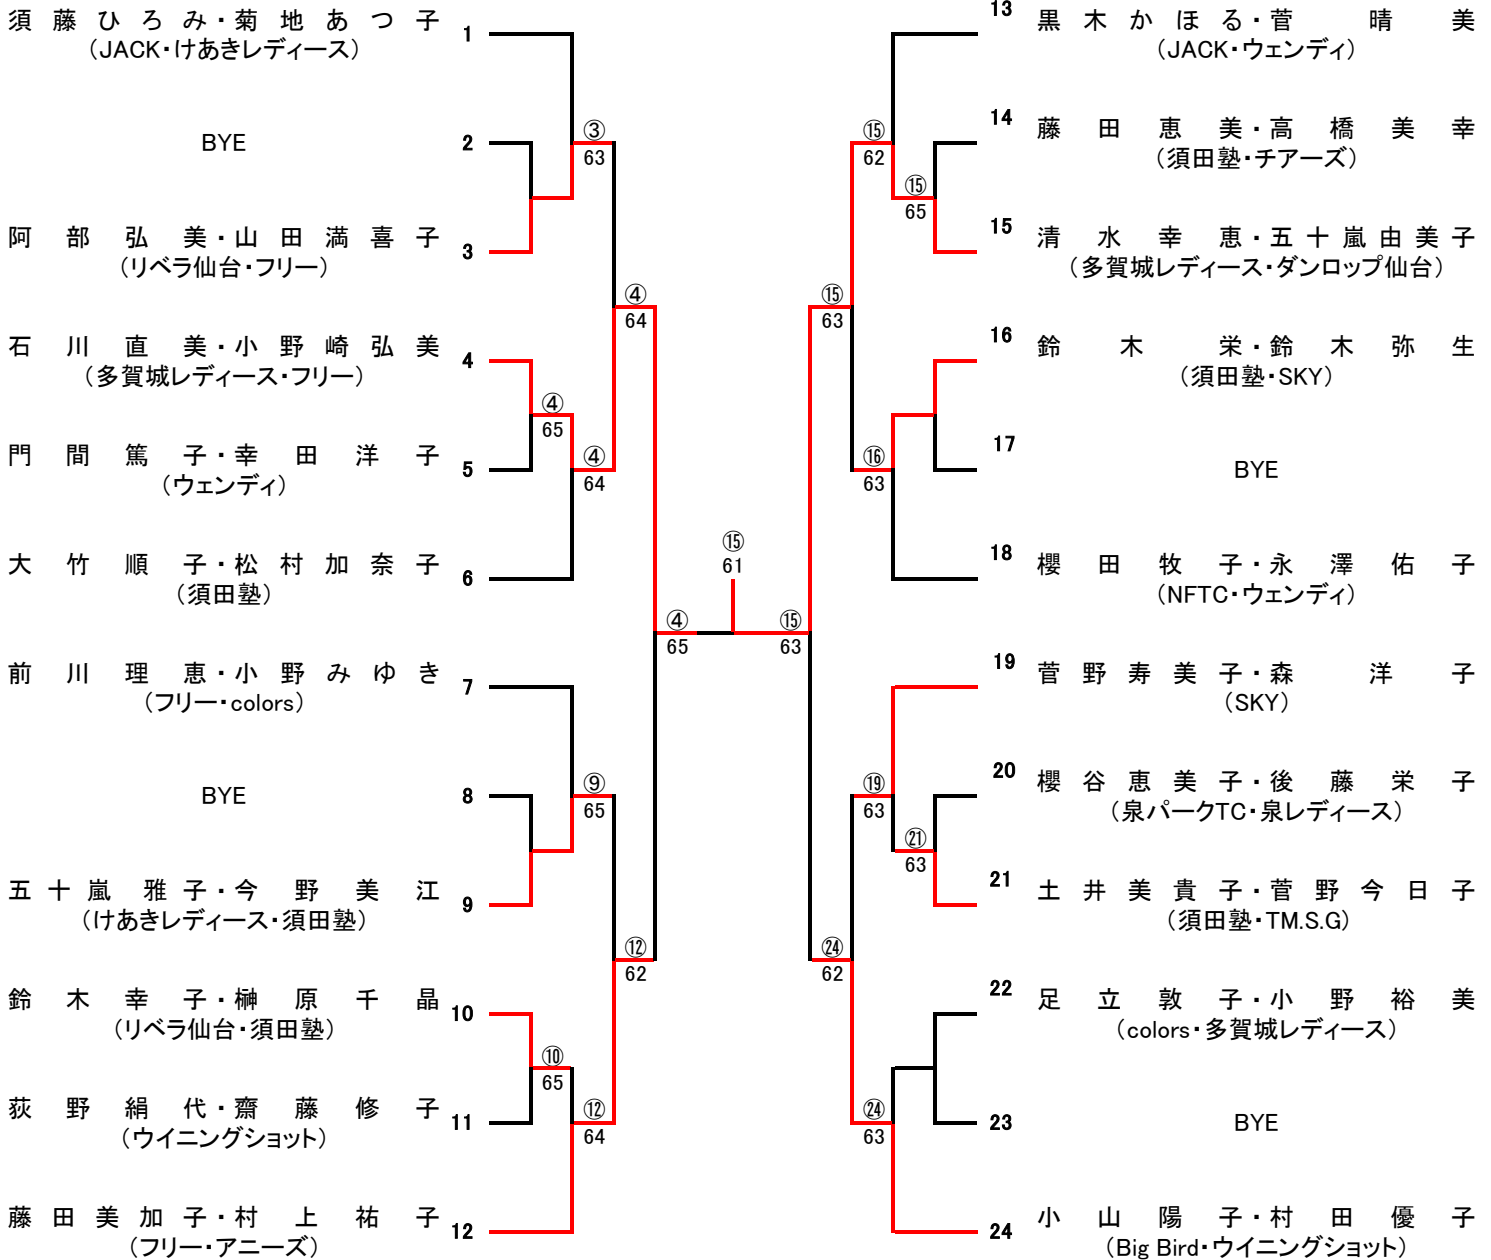 須藤ひろみ・菊地あつ子
1
（JACK・けあきレディース）
BYE
2
③
63
阿部弘美・山田満喜子
3
（リベラ仙台・フリー）
④
64
石川直美・小野崎弘美
4
（多賀城レディース・フリー）
④
65
門間篤子・幸田洋子
5
（ウェンディ）
④
64
大竹順子・松村加奈子
6
（須田塾）
④
65
前川理恵・小野みゆき
7
（フリー・colors）
BYE
8
⑨
65
五十嵐雅子・今野美江
9
（けあきレディース・須田塾）
⑫
62
鈴木幸子・榊原千晶
10
（リベラ仙台・須田塾）
⑩
65
荻野絹代・齋藤修子
11
（ウイニングショット）
⑫
64
藤田美加子・村上祐子
12
（フリー・アニーズ）
⑮
61
13
黒木かほる・菅晴美
（JACK・ウェンディ）
14
藤田恵美・高橋美幸
（須田塾・チアーズ）
⑮
62
⑮
65
15
清水幸恵・五十嵐由美子
（多賀城レディース・ダンロップ仙台）
⑮
63
16
鈴木栄・鈴木弥生
（須田塾・SKY）
17
BYE
⑯
63
18
櫻田牧子・永澤佑子
（NFTC・ウェンディ）
⑮
63
19
菅野寿美子・森洋子
（SKY）
20
櫻谷恵美子・後藤栄子
（泉パークTC・泉レディース）
⑲
63
㉑
63
21
土井美貴子・菅野今日子
（須田塾・TM.S.G）
㉔
62
22
足立敦子・小野裕美
（colors・多賀城レディース）
23
BYE
㉔
63
24
小山陽子・村田優子
（Big Bird・ウイニングショット）